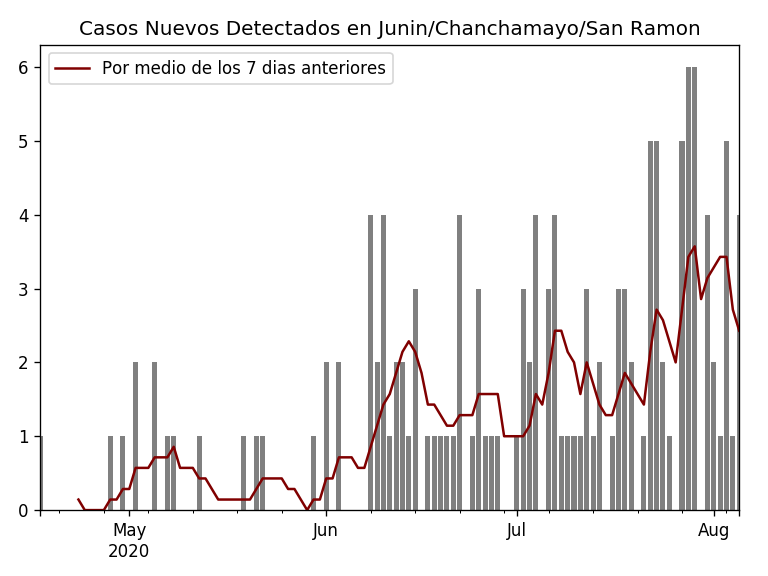 Casos Nuevos Detectados en Junin/Chanchamayo/San Ramon
Por medio de los 7 dias anteriores
6
5
4
3
2
1
0
May
2020
Jun
Jul
Aug